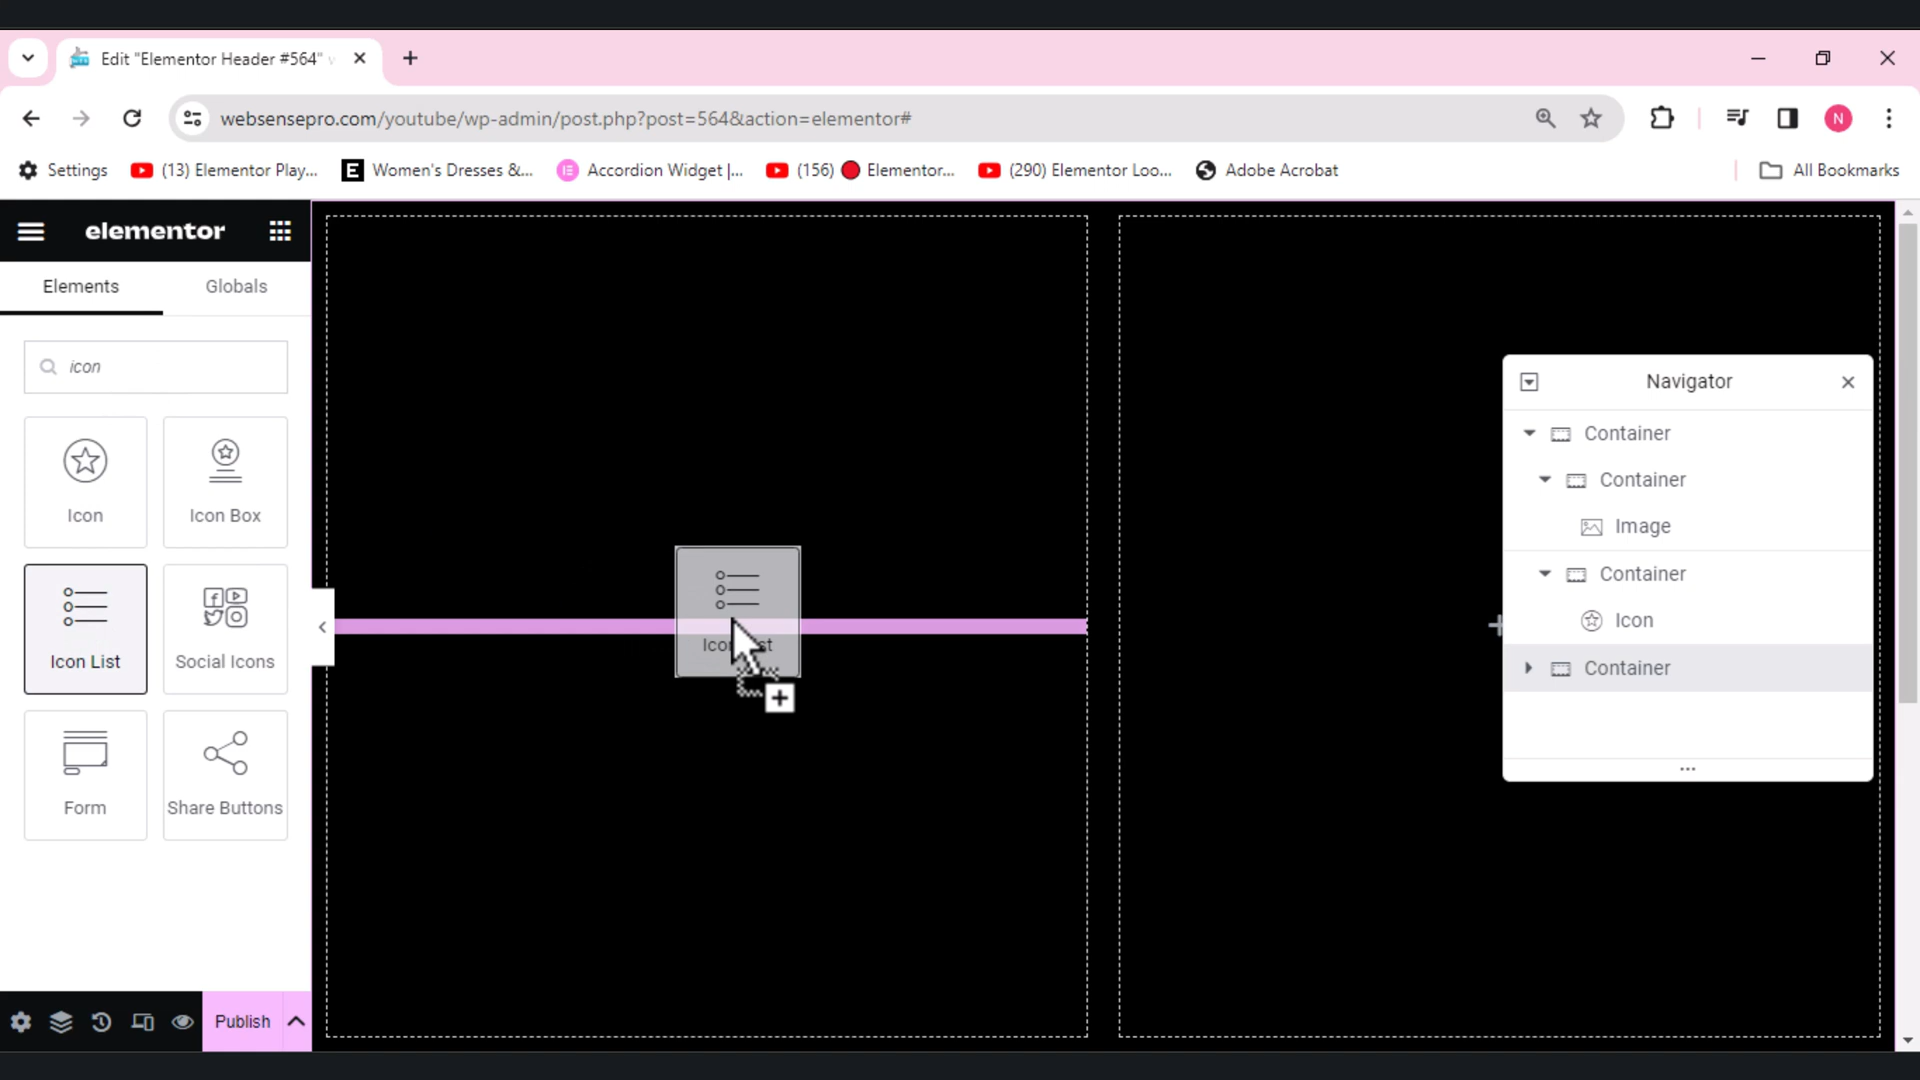 Edit "Elementor Header #564"
websensepro.com/youtube/wp-admin/post.php?post=564&action=elementor#
N
Settings
(13) Elementor Play...
E
Women's Dresses &...
Accordion Widget |...
(156)
Elementor...
(290) Elementor Loo...
Adobe Acrobat
All Bookmarks
elementor
Elements
Globals
icon
Icon
Icon Box
Icon List
Social Icons
Form
Share Buttons
Publish
Navigator
Container
Container
Image
Container
Icon
Container
...